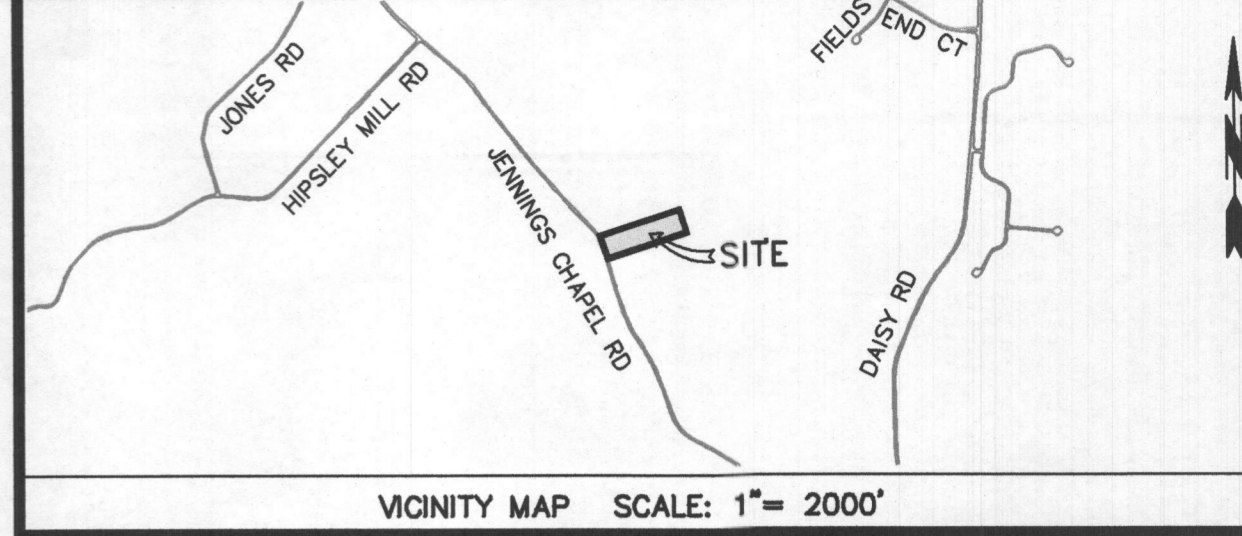 FIELDS END CT
JONES RD
HIPSLEY MILL RD
JENNINGS CHAPEL RD
N
SITE
DAISY RD
VICINITY MAP SCALE: 1"= 2000'